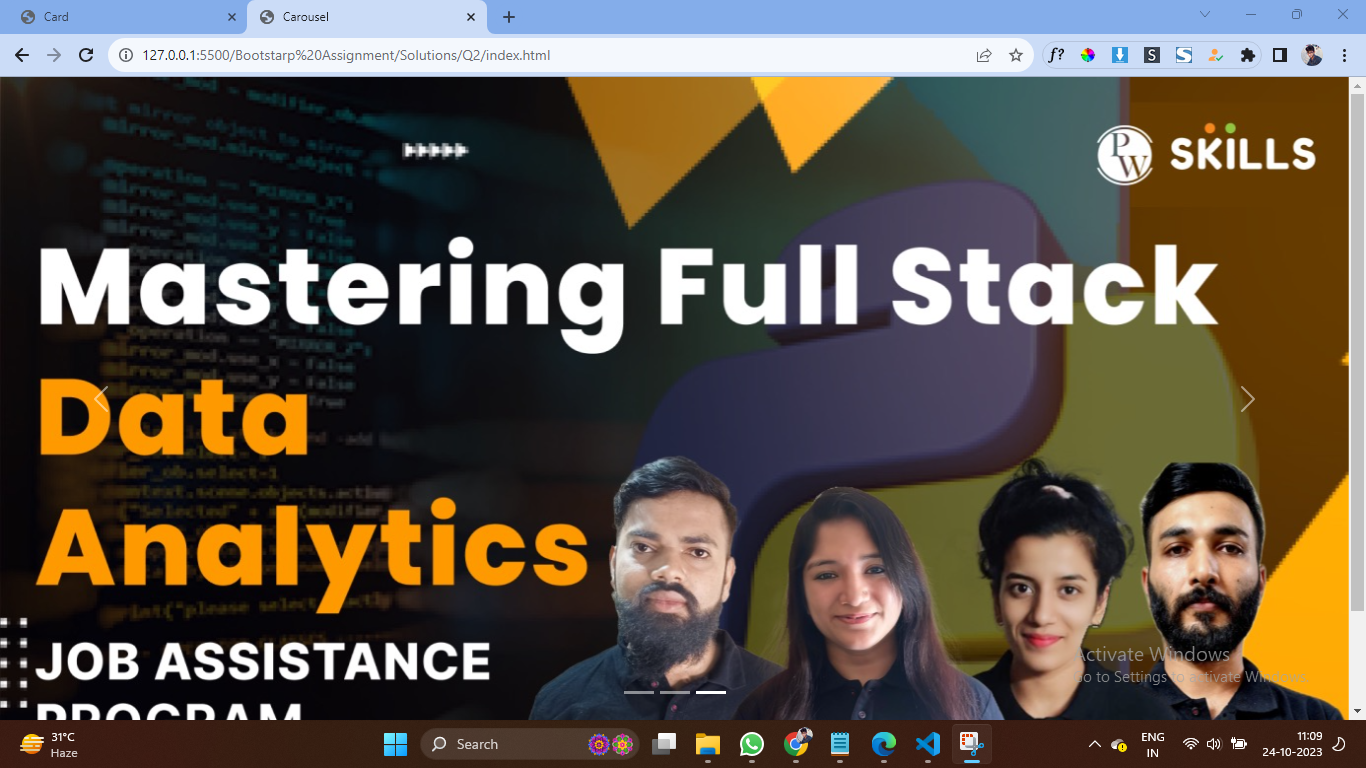 Card
Carousel
127.0.0.1:5500/Bootstarp%20Assignment/Solutions/Q2/index.html
f?
S
S
PW SKILLS
Mastering Full Stack
Data
Analytics
JOB ASSISTANCE
PROGRAM
Activate Windows
Go to Settings to activate Windows.
31°C
Haze
Search
ENG
IN
11:09
24-10-2023